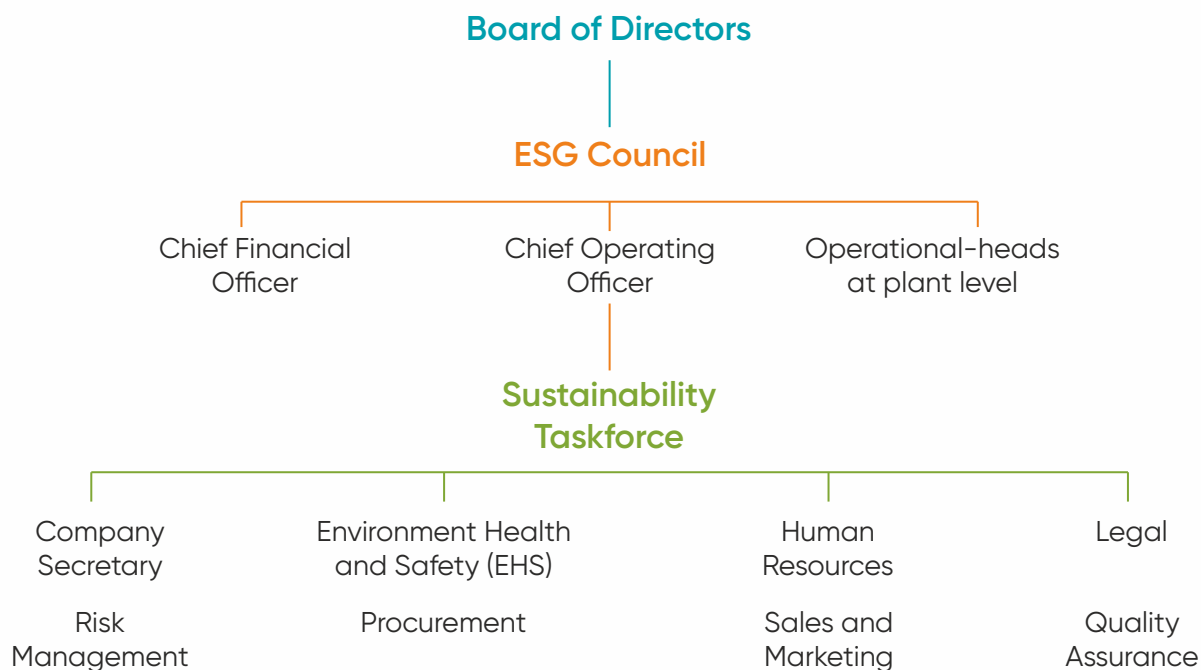 Board of Directors
ESG Council
Chief Financial
Officer
Chief Operating
Officer
Operational-heads
at plant level
Sustainability
Taskforce
Company
Secretary
Environment Health
and Safety (EHS)
Human
Resources
Legal
Risk
Management
Procurement
Sales and
Marketing
Quality
Assurance